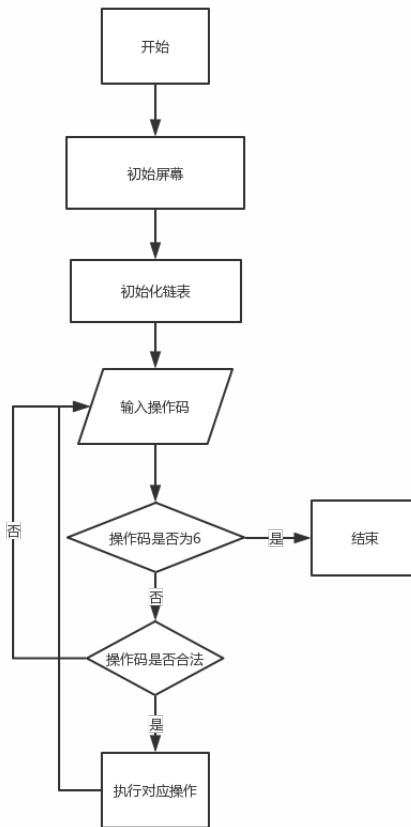 开始
初始屏幕
初始化链表
输入操作码
操作码是否为6
是
结束
否
否
操作码是否合法
是
执行对应操作